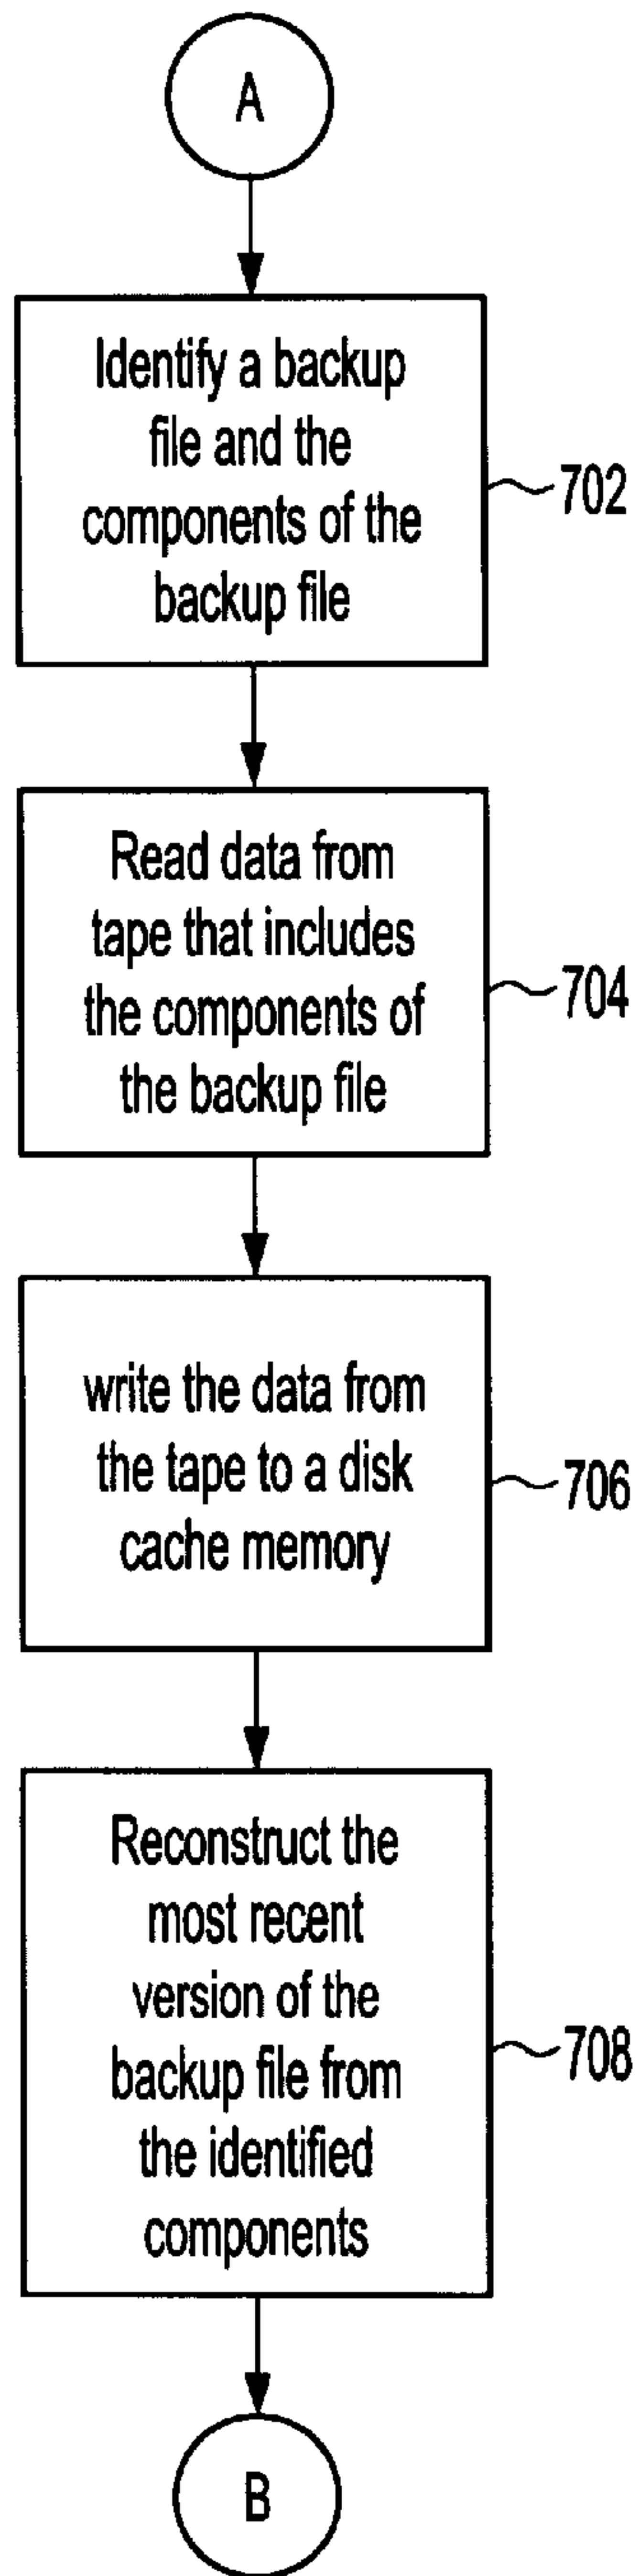 A
Identify a backup
file and the
components of the
backup file
702
Read data from
tape that includes
the components of
the backup file
704
write the data from
the tape to a disk
cache memory
706
Reconstruct the
most recent
version of the
backup file from
the identified
components
708
B